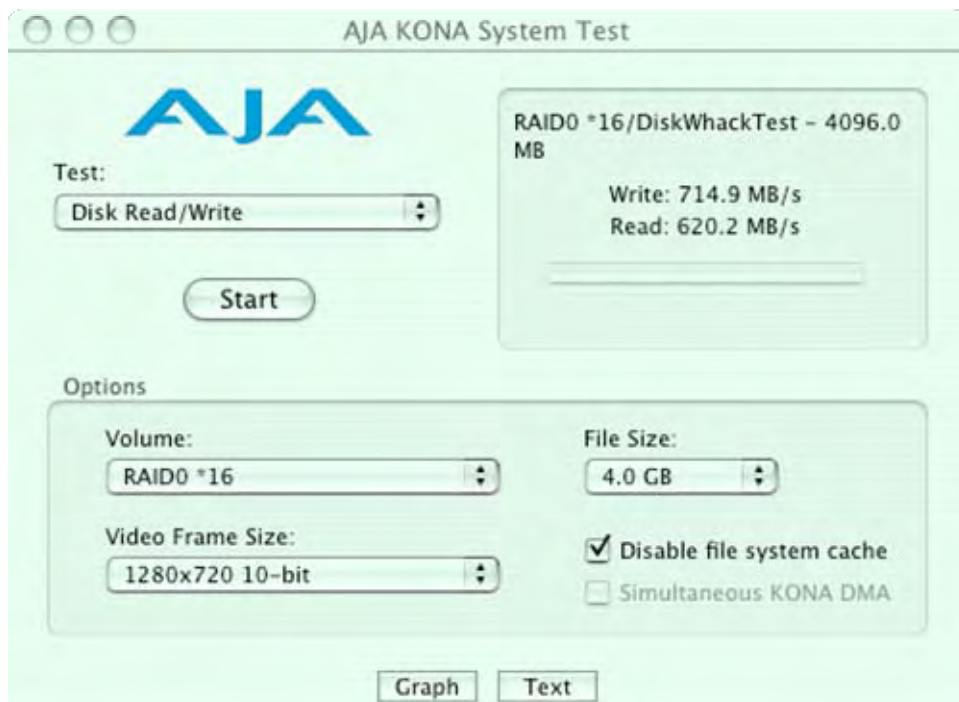 AJA KONA System Test
AJA
Test:
Disk Read/Write
Start
RAID0 *16/DiskWhackTest – 4096.0
MB
Write: 714.9 MB/s
Read: 620.2 MB/s
Options
Volume:
RAID0 *16
File Size:
4.0 GB
Video Frame Size:
1280x720 10-bit
Disable file system cache
Simultaneous KONA DMA
Graph
Text